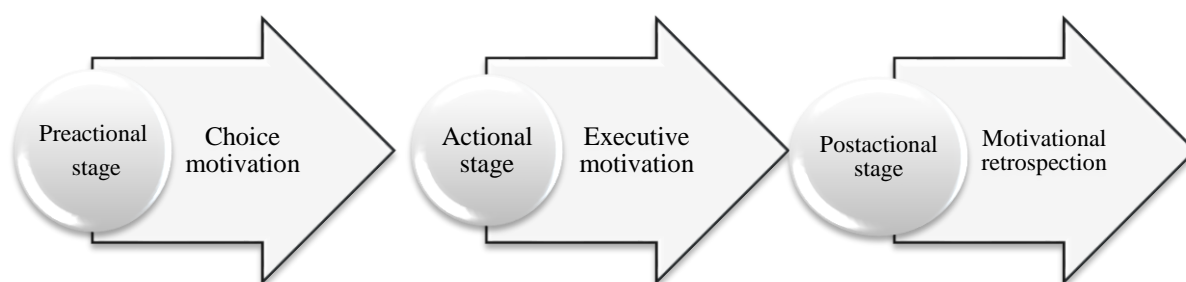 Preactional
stage
Choice
motivation
Actional
stage
Executive
motivation
Postactional
stage
Motivational
retrospection